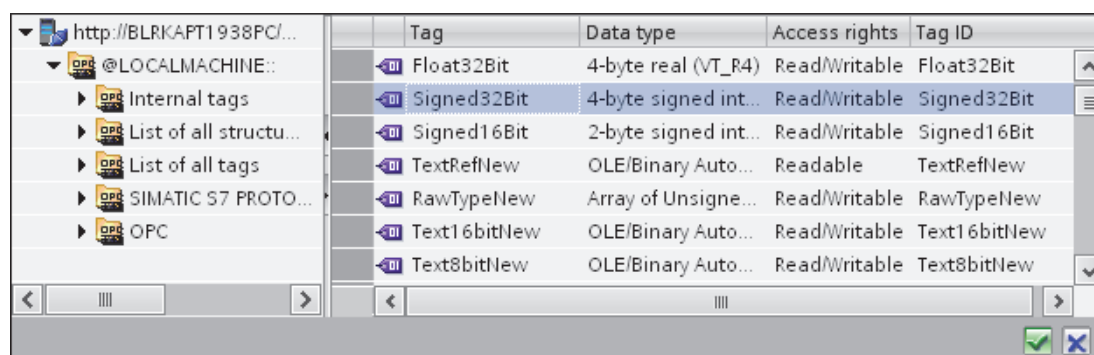 http://BLRKAPT1938PC/...
@LOCALMACHINE::
Internal tags
List of all structu...
List of all tags
SIMATIC S7 PROTO...
OPC
Tag Data type Access rights Tag ID
Float32Bit 4-byte real (VT_R4) Read/Writable Float32Bit
Signed32Bit 4-byte signed int... Read/Writable Signed32Bit
Signed16Bit 2-byte signed int... Read/Writable Signed16Bit
TextRefNew OLE/Binary Auto... Readable TextRefNew
RawTypeNew Array of Unsigne... Read/Writable RawTypeNew
Text16bitNew OLE/Binary Auto... Read/Writable Text16bitNew
Text8bitNew OLE/Binary Auto... Read/Writable Text8bitNew